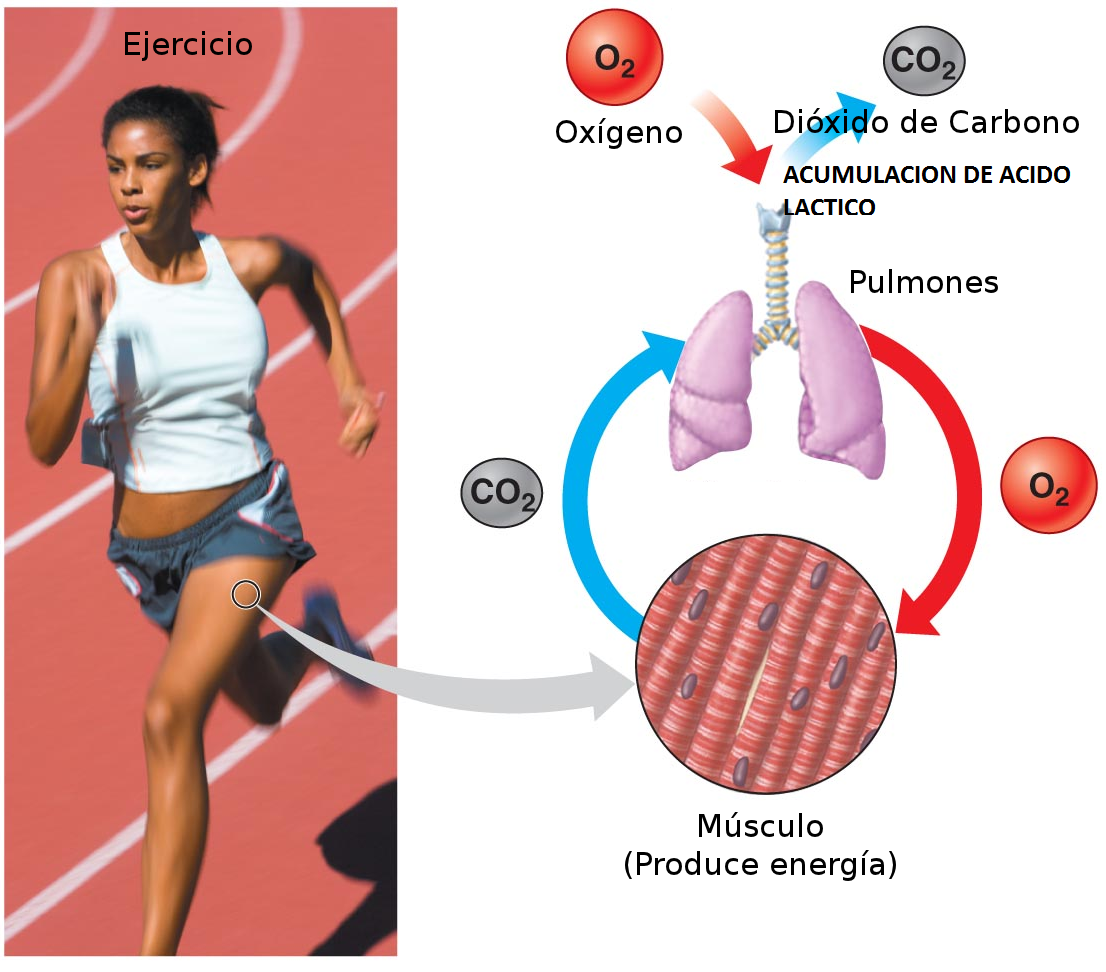 Ejercicio
O2
CO2
Oxígeno
Dióxido de Carbono
ACUMULACION DE ACIDO
LACTICO
Pulmones
CO2
O2
Músculo
(Produce energía)